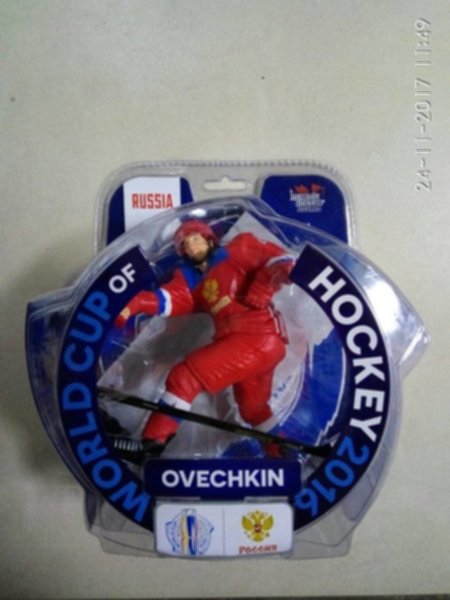 24-11-2017 11:49
RUSSIA
WORLD CUP OF
HOCKEY 2016
OVECHKIN
РОССИЯ